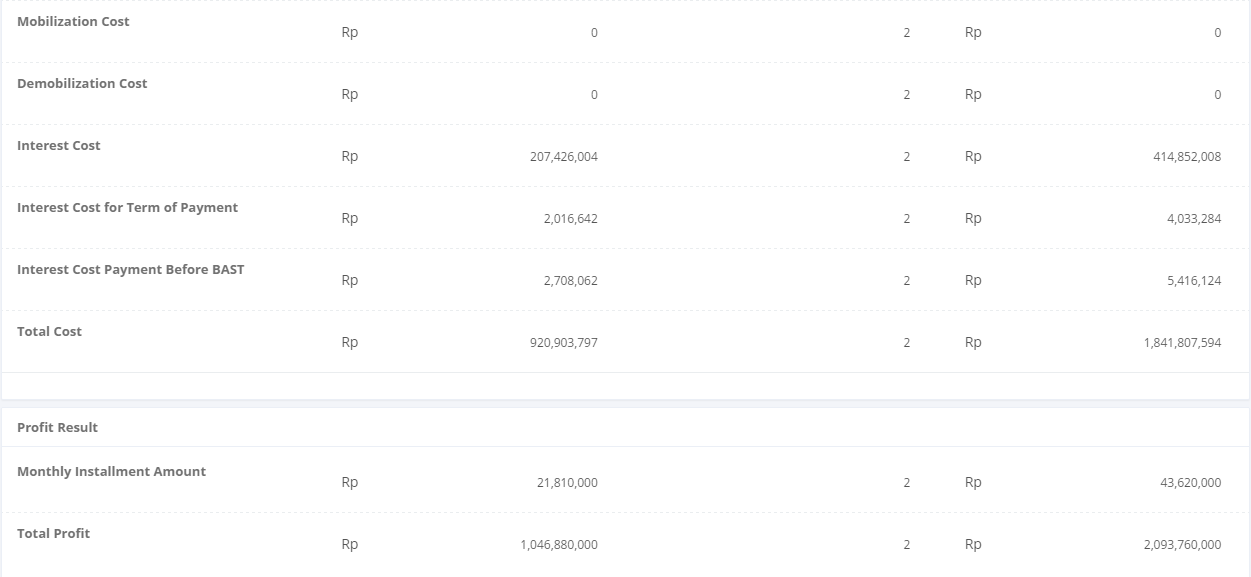 Mobilization Cost
Rp 0 2 Rp 0
Demobilization Cost
Rp 0 2 Rp 0
Interest Cost
Rp 207,426,004 2 Rp 414,852,008
Interest Cost for Term of Payment
Rp 2,016,642 2 Rp 4,033,284
Interest Cost Payment Before BAST
Rp 2,708,062 2 Rp 5,416,124
Total Cost
Rp 920,903,797 2 Rp 1,841,807,594
Profit Result
Monthly Installment Amount
Rp 21,810,000 2 Rp 43,620,000
Total Profit
Rp 1,046,880,000 2 Rp 2,093,760,000